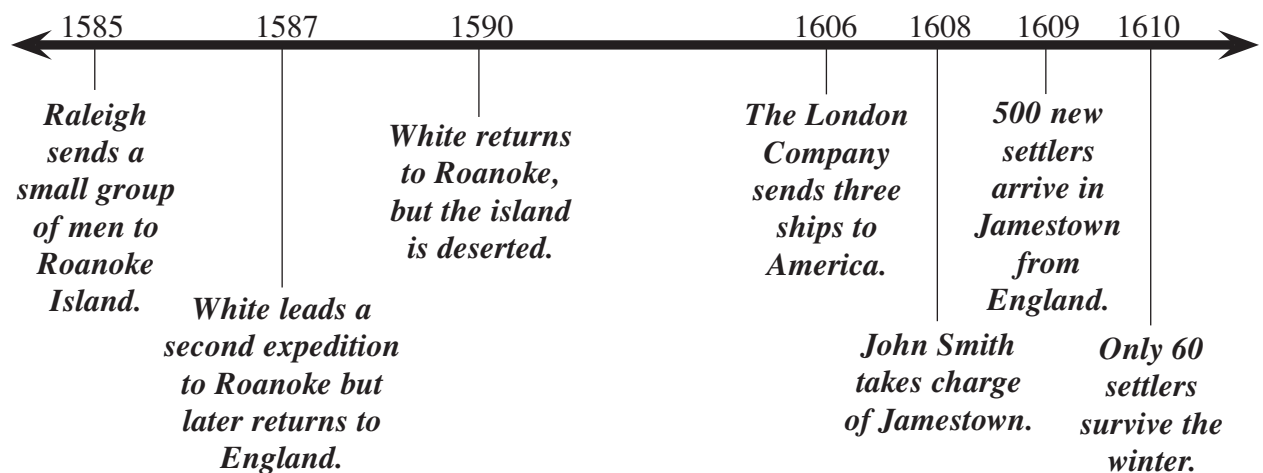 1585 1587 1590 1606 1608 1609 1610
Raleigh
sends a
small group
of men to
Roanoke
Island.
White leads a
second expedition
to Roanoke but
later returns to
England.
White returns
to Roanoke,
but the island
is deserted.
The London
Company
sends three
ships to
America.
John Smith
takes charge
of Jamestown.
500 new
settlers
arrive in
Jamestown
from
England.
Only 60
settlers
survive the
winter.